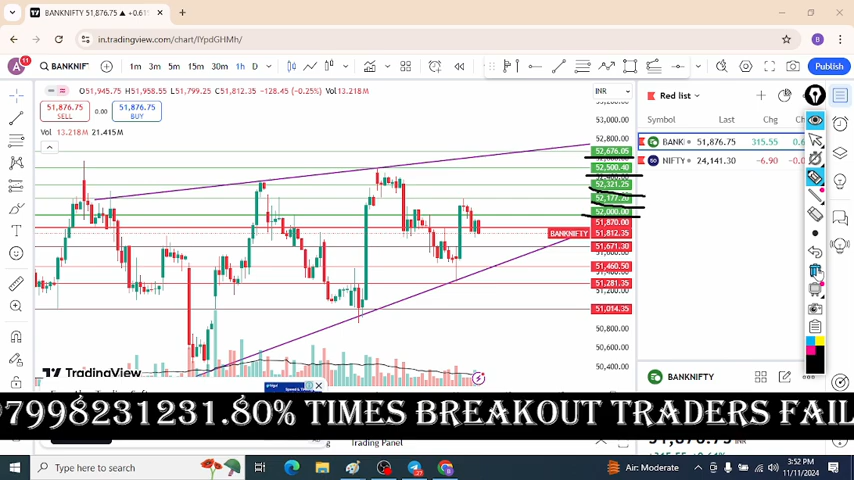 BANKNIFTY 51,876.75 ▲ +0.61
in.tradingview.com/chart/lYpdGHMh/
BANKNIF
1m 3m 5m 15m 30m 1h D
Publish
O51,945.75 H51,958.55 L51,799.25 C51,812.35 −128.45 (−0.25%) Vol13.218M
INR
Red list
51,876.75
SELL
51,876.75
BUY
Vol 13.218M 21.415M
Symbol Last Chg
BANK 51,876.75 315.55
NIFTY 24,141.30 -6.90
53,000.00
52,800.00
52,676.05
52,500.40
52,321.25
52,177.20
52,000.00
51,870.00
BANKNIFTY 51,812.35
51,671.30
51,460.50
51,281.35
51,014.35
50,800.00
50,600.00
50,400.00
TradingView
BANKNIFTY
7998231231.80% TIMES BREAKOUT TRADERS FAIL
Trading Panel
INR
Type here to search
27
Air: Moderate
3:52 PM
11/11/2024